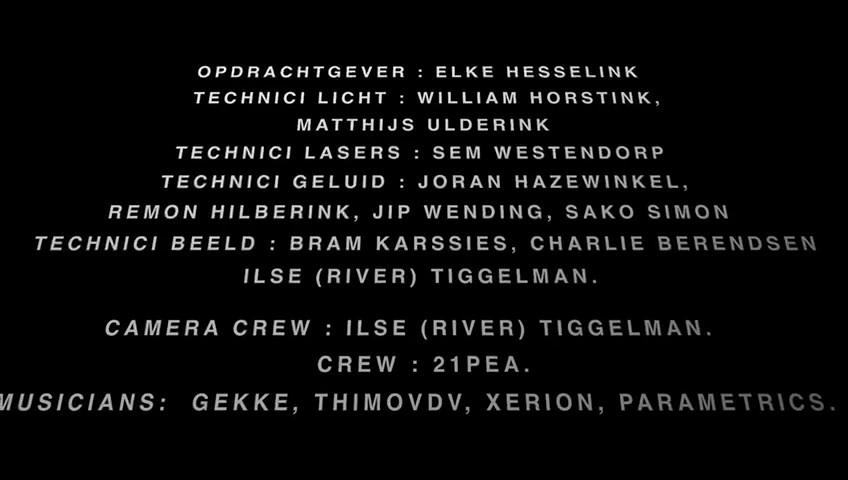 OPDRACHTGEVER : ELKE HESSELINK
TECHNICI LICHT : WILLIAM HORSTINK,
MATTHIJS ULDERINK
TECHNICI LASERS : SEM WESTENDORP
TECHNICI GELUID : JORAN HAZEWINKEL,
REMON HILBERINK, JIP WENDING, SAKO SIMON
TECHNICI BEELD : BRAM KARSSIES, CHARLIE BERENDSEN
ILSE (RIVER) TIGGELMAN.
CAMERA CREW : ILSE (RIVER) TIGGELMAN.
CREW : 21PEA.
MUSICIANS: GEKKE, THIMOVDV, XERION, PARAMETRICS.